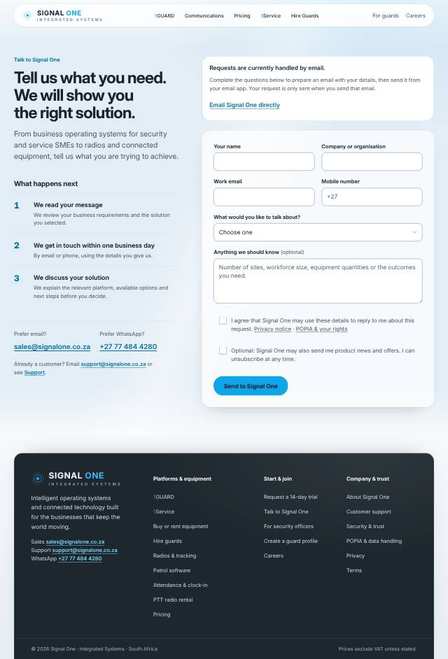 SIGNAL ONE
INTEGRATED SYSTEMS
iGUARD Communications Pricing iService Hire Guards For guards Careers
Talk to Signal One
Tell us what you need.
We will show you
the right solution.
From business operating systems for security
and service SMEs to radios and connected
equipment, tell us what you are trying to achieve.
What happens next
1 We read your message
We review your business requirements and the solution
you selected.
2 We get in touch within one business day
By email or phone, using the details you give us.
3 We discuss your solution
We explain the relevant platform, available options and
next steps before you decide.
Prefer email?
sales@signalone.co.za
Prefer WhatsApp?
+27 77 484 4280
Already a customer? Email support@signalone.co.za or
see Support.
Requests are currently handled by email.
Complete the questions below to prepare an email with your details, then send it from
your email app. Your request is only sent when you send that email.
Email Signal One directly
Your name
Company or organisation
Work email
Mobile number
+27
What would you like to talk about?
Choose one
Anything we should know (optional)
Number of sites, workforce size, equipment quantities or the outcomes
you need.
I agree that Signal One may use these details to reply to me about this
request. Privacy notice · POPIA & your rights
Optional: Signal One may also send me product news and offers. I can
unsubscribe at any time.
Send to Signal One
SIGNAL ONE
INTEGRATED SYSTEMS
Intelligent operating systems
and connected technology built
for the businesses that keep the
world moving.
Sales sales@signalone.co.za
Support support@signalone.co.za
WhatsApp +27 77 484 4280
Platforms & equipment
iGUARD
iService
Buy or rent equipment
Hire guards
Radios & tracking
Patrol software
Attendance & clock-in
PTT radio rental
Pricing
Start & join
Request a 14-day trial
Talk to Signal One
For security officers
Create a guard profile
Careers
Company & trust
About Signal One
Customer support
Security & trust
POPIA & data handling
Privacy
Terms
© 2026 Signal One · Integrated Systems · South Africa
Prices exclude VAT unless stated